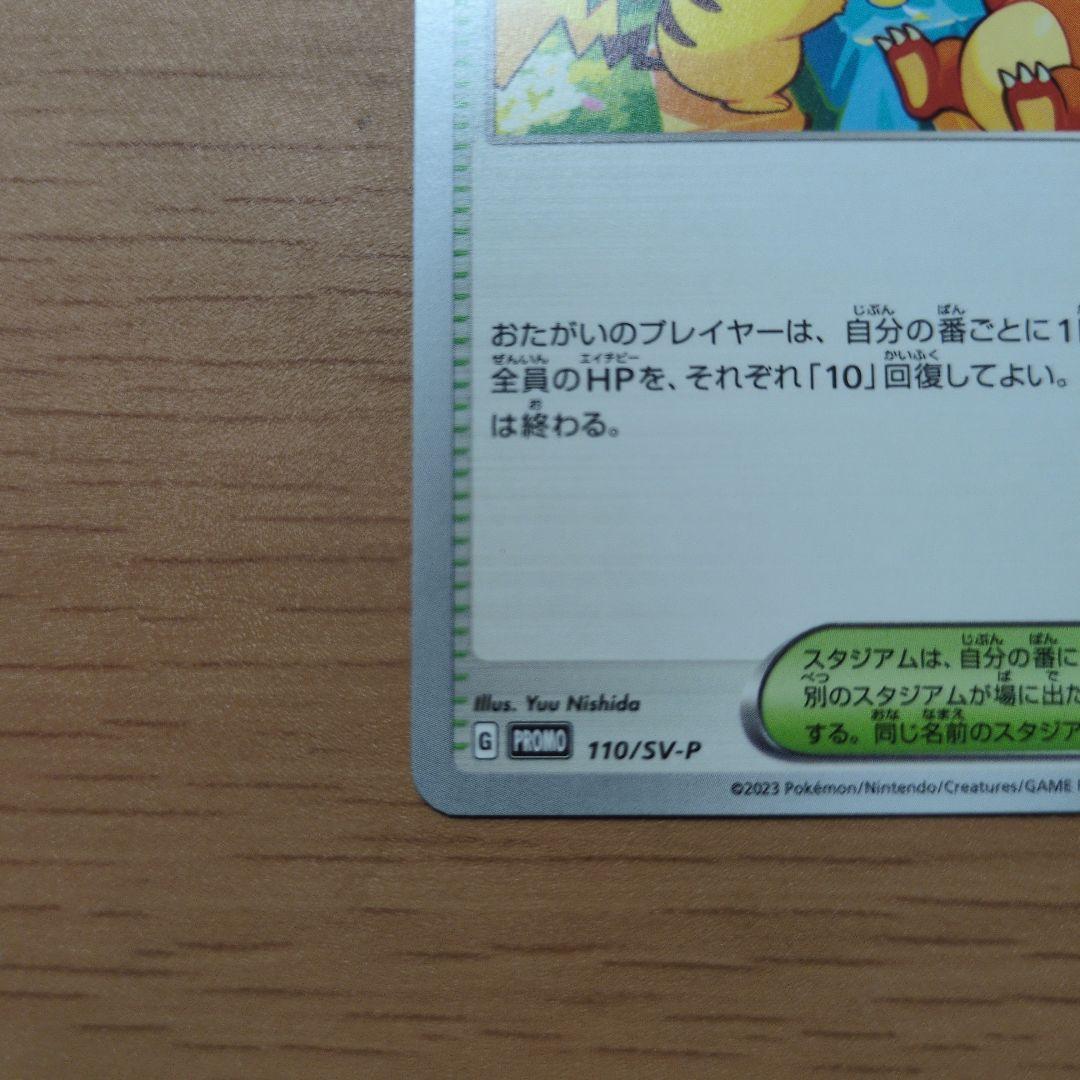 おたがいのプレイヤーは、自分の番ごとに1
全員のHPを、それぞれ「10」回復してよい。
は終わる。
スタジアムは、自分の番に
別のスタジアムが場に出た
する。同じ名前のスタジア
Illus. Yuu Nishida
G PROMO 110/SV-P
©2023 Pokémon/Nintendo/Creatures/GAME